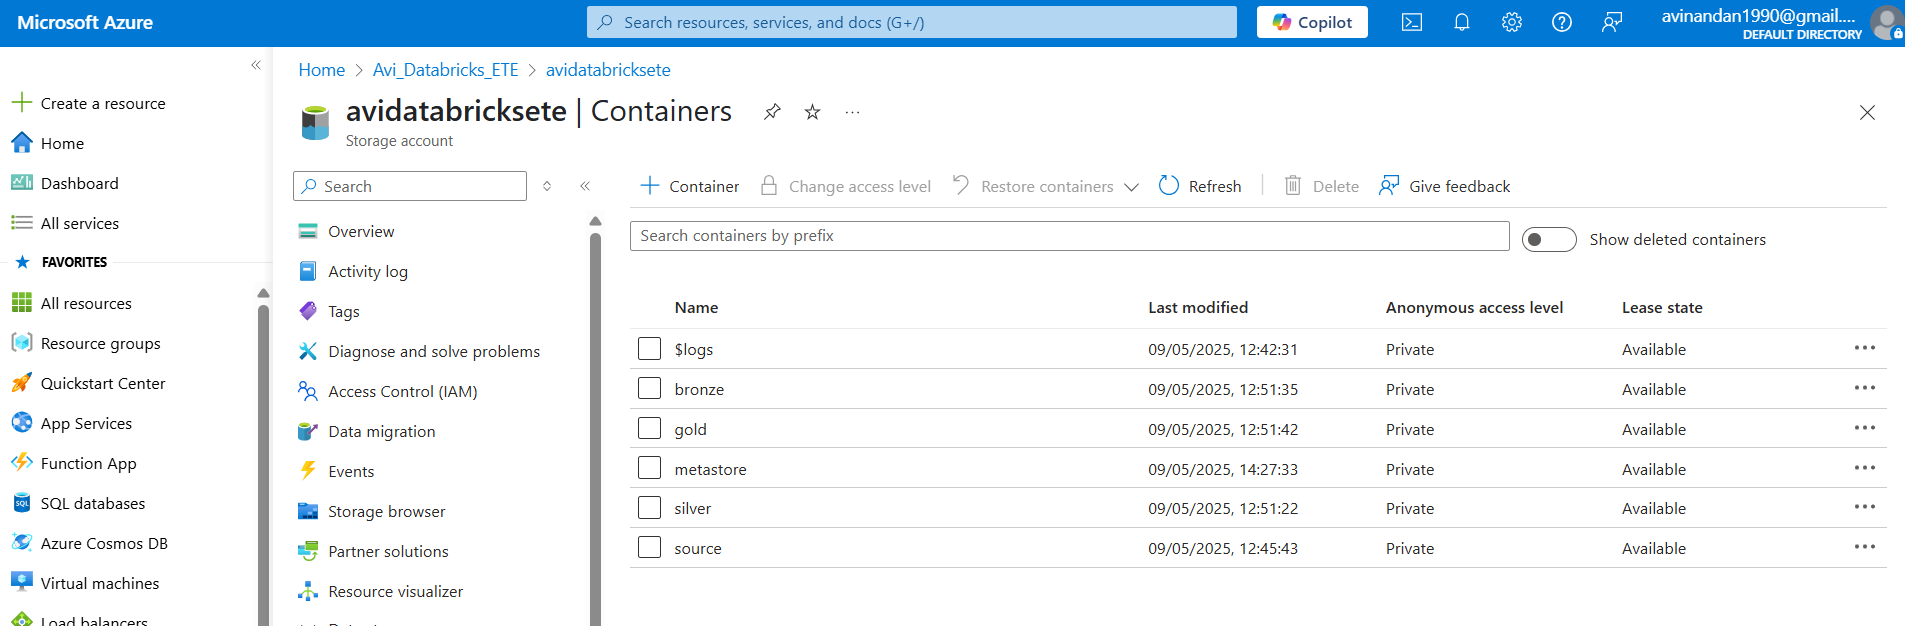 Microsoft Azure
Search resources, services, and docs (G+/)
Copilot
avinandan1990@gmail....
DEFAULT DIRECTORY
Create a resource
Home
Dashboard
All services
FAVORITES
All resources
Resource groups
Quickstart Center
App Services
Function App
SQL databases
Azure Cosmos DB
Virtual machines
Load balancers
Home > Avi_Databricks_ETE > avidatabricksete
avidatabricksete | Containers
Storage account
Search
Overview
Activity log
Tags
Diagnose and solve problems
Access Control (IAM)
Data migration
Events
Storage browser
Partner solutions
Resource visualizer
Container Change access level Restore containers Refresh Delete Give feedback
Search containers by prefix
Show deleted containers
Name Last modified Anonymous access level Lease state
$logs 09/05/2025, 12:42:31 Private Available
bronze 09/05/2025, 12:51:35 Private Available
gold 09/05/2025, 12:51:42 Private Available
metastore 09/05/2025, 14:27:33 Private Available
silver 09/05/2025, 12:51:22 Private Available
source 09/05/2025, 12:45:43 Private Available